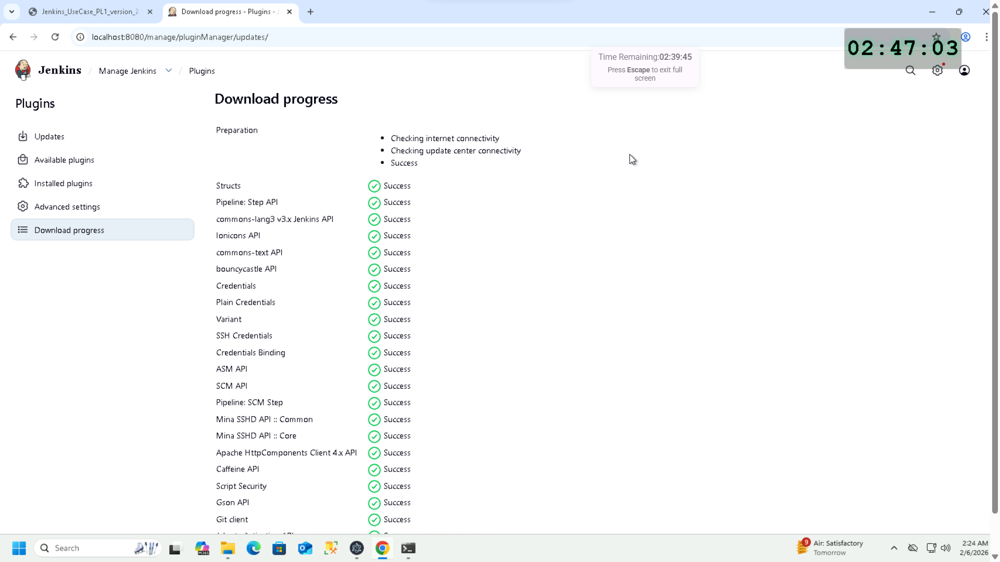 Jenkins_UseCase_PL1_version_2
Download progress - Plugins - J
localhost:8080/manage/pluginManager/updates/
02:47:03
Time Remaining:02:39:45
Press Escape to exit full
screen
Jenkins / Manage Jenkins / Plugins
Plugins
Updates
Available plugins
Installed plugins
Advanced settings
Download progress
Download progress
Preparation
• Checking internet connectivity
• Checking update center connectivity
• Success
Structs Success
Pipeline: Step API Success
commons-lang3 v3.x Jenkins API Success
Ionicons API Success
commons-text API Success
bouncycastle API Success
Credentials Success
Plain Credentials Success
Variant Success
SSH Credentials Success
Credentials Binding Success
ASM API Success
SCM API Success
Pipeline: SCM Step Success
Mina SSHD API :: Common Success
Mina SSHD API :: Core Success
Apache HttpComponents Client 4.x API Success
Caffeine API Success
Script Security Success
Gson API Success
Git client Success
Search
M365
9
Air: Satisfactory
Tomorrow
2:24 AM
2/6/2026